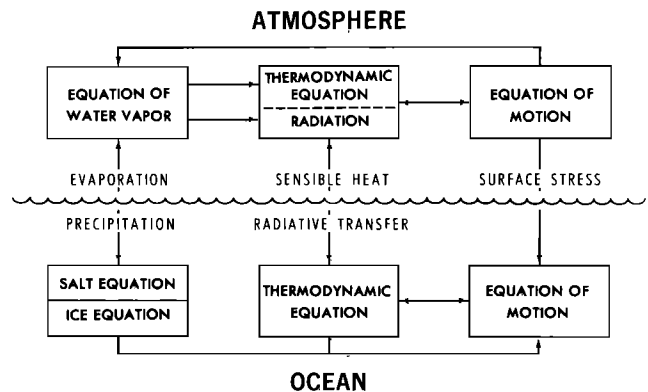 ATMOSPHERE
EQUATION OF
WATER VAPOR
THERMODYNAMIC
EQUATION
RADIATION
EQUATION OF
MOTION
EVAPORATION
SENSIBLE HEAT
SURFACE STRESS
PRECIPITATION
RADIATIVE TRANSFER
SALT EQUATION
ICE EQUATION
THERMODYNAMIC
EQUATION
EQUATION OF
MOTION
OCEAN